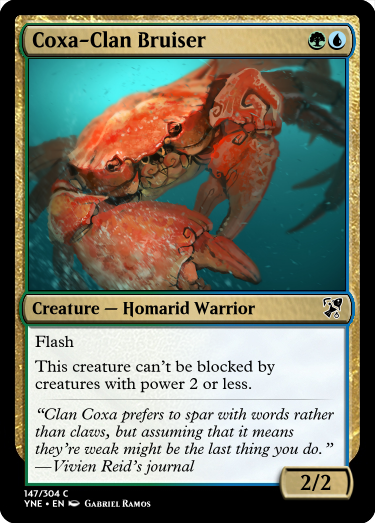 Coxa-Clan Bruiser
Creature — Homarid Warrior
Flash
This creature can't be blocked by
creatures with power 2 or less.
“Clan Coxa prefers to spar with words rather
than claws, but assuming that it means
they're weak might be the last thing you do.”
—Vivien Reid's journal
2/2
147/304 C
YNE • EN Gabriel Ramos